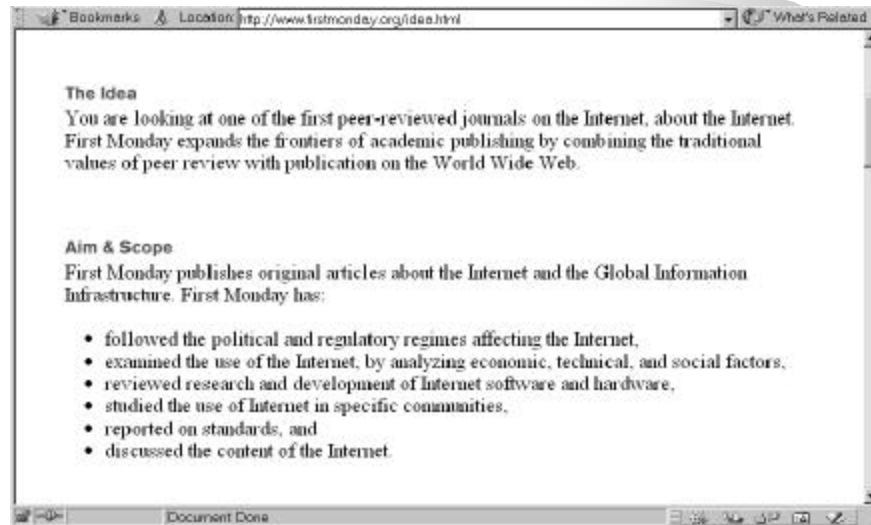 Bookmarks Location: http://www.firstmonday.org/idea.html What's Related
The Idea
You are looking at one of the first peer-reviewed journals on the Internet, about the Internet.
First Monday expands the frontiers of academic publishing by combining the traditional
values of peer review with publication on the World Wide Web.
Aim & Scope
First Monday publishes original articles about the Internet and the Global Information
Infrastructure. First Monday has:
• followed the political and regulatory regimes affecting the Internet,
• examined the use of the Internet, by analyzing economic, technical, and social factors,
• reviewed research and development of Internet software and hardware,
• studied the use of Internet in specific communities,
• reported on standards, and
• discussed the content of the Internet.
Document Done